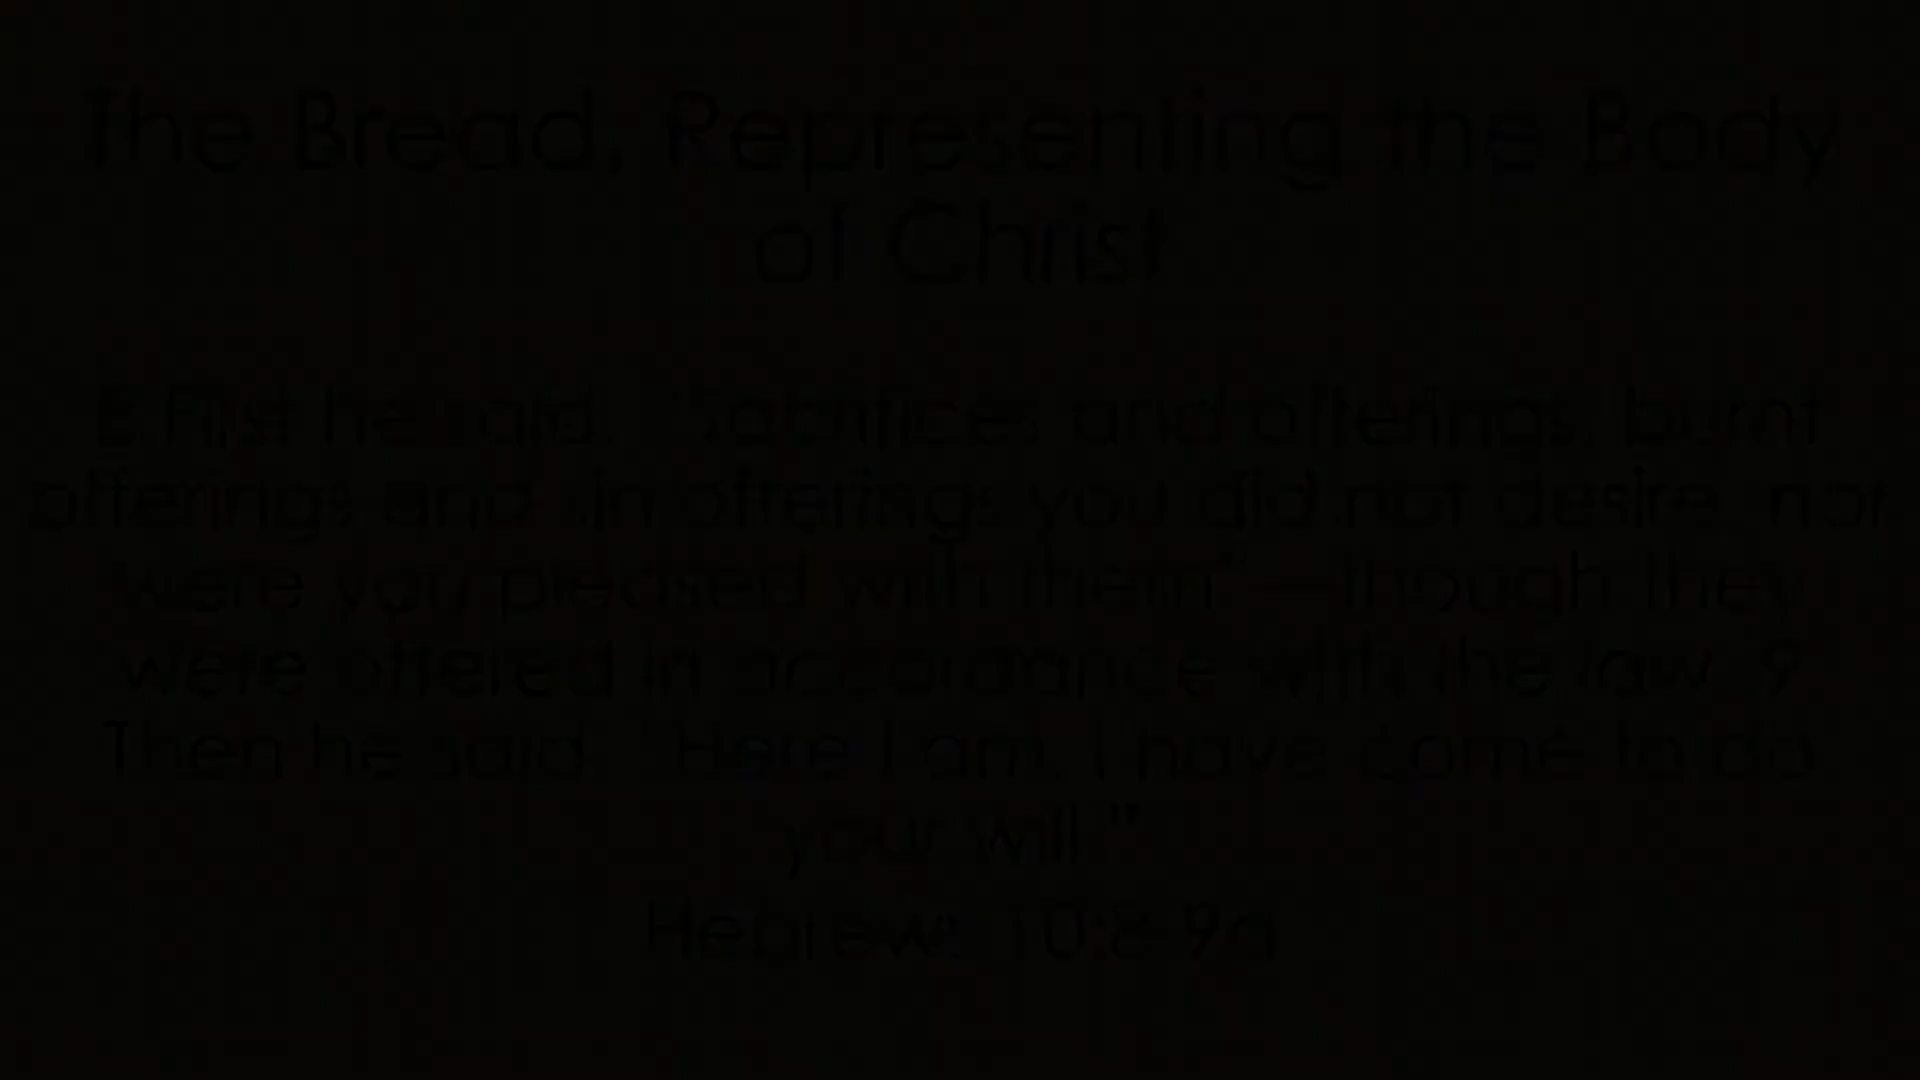 The Bread, Representing the Body
of Christ
8 First he said, "Sacrifices and offerings, burnt
offerings and sin offerings you did not desire, nor
were you pleased with them"—though they
were offered in accordance with the law. 9
Then he said, "Here I am, I have come to do
your will."
Hebrews 10:8-9a